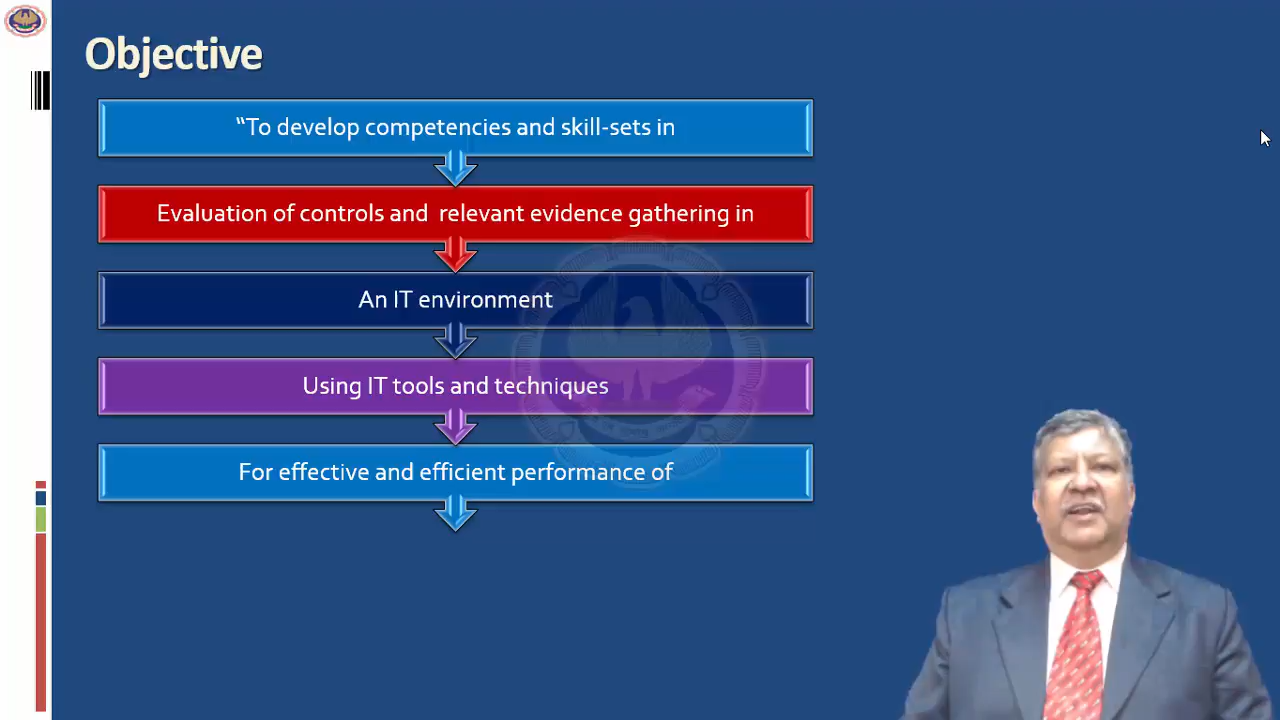 Objective
“To develop competencies and skill-sets in
Evaluation of controls and relevant evidence gathering in
An IT environment
Using IT tools and techniques
For effective and efficient performance of